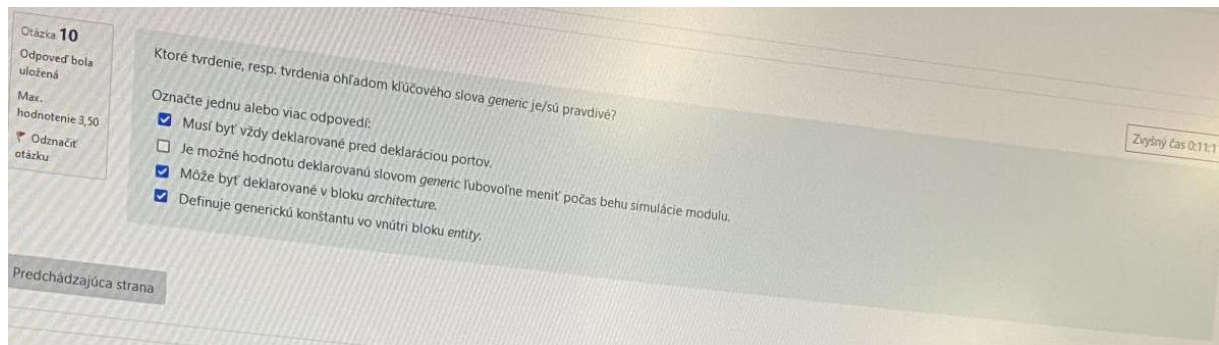 Otázka 10
Odpoveď bola
uložená
Max.
hodnotenie 3,50
Odznačiť
otázku
Ktoré tvrdenie, resp. tvrdenia ohľadom kľúčového slova generic je/sú pravdivé?
Označte jednu alebo viac odpovedí:
Musí byť vždy deklarované pred deklaráciou portov.
Je možné hodnotu deklarovanú slovom generic ľubovoľne meniť počas behu simulácie modulu.
Môže byť deklarované v bloku architecture.
Definuje generickú konštantu vo vnútri bloku entity.
Zvyšný čas 0:11:1
Predchádzajúca strana